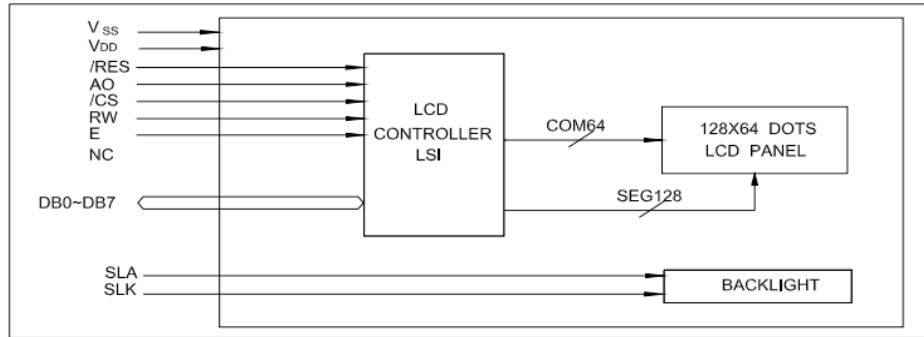 V SS
VDD
/RES
AO
/CS
RW
E
NC
DB0~DB7
SLA
SLK
LCD
CONTROLLER
LSI
COM64
SEG128
128X64 DOTS
LCD PANEL
BACKLIGHT